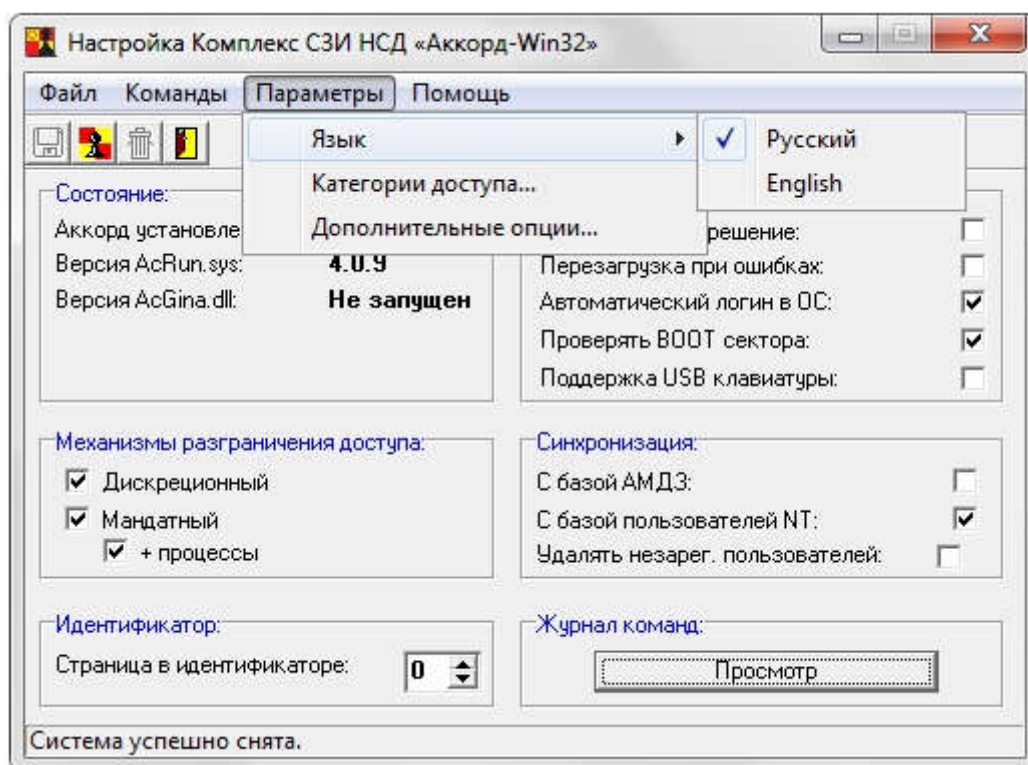 Настройка Комплекс СЗИ НСД «Аккорд-Win32»
Файл Команды Параметры Помощь
Язык
Русский
English
Категории доступа...
Дополнительные опции...
Состояние:
Аккорд установле
Версия AcRun.sys: 4.0.9
Версия AcGina.dll: Не запущен
решение:
Перезагрузка при ошибках:
Автоматический логин в ОС:
Проверять BOOT сектора:
Поддержка USB клавиатуры:
Механизмы разграничения доступа:
Дискреционный
Мандатный
+ процессы
Синхронизация:
С базой АМДЗ:
С базой пользователей NT:
Удалять незарег. пользователей:
Идентификатор:
Страница в идентификаторе: 0
Журнал команд:
Просмотр
Система успешно снята.